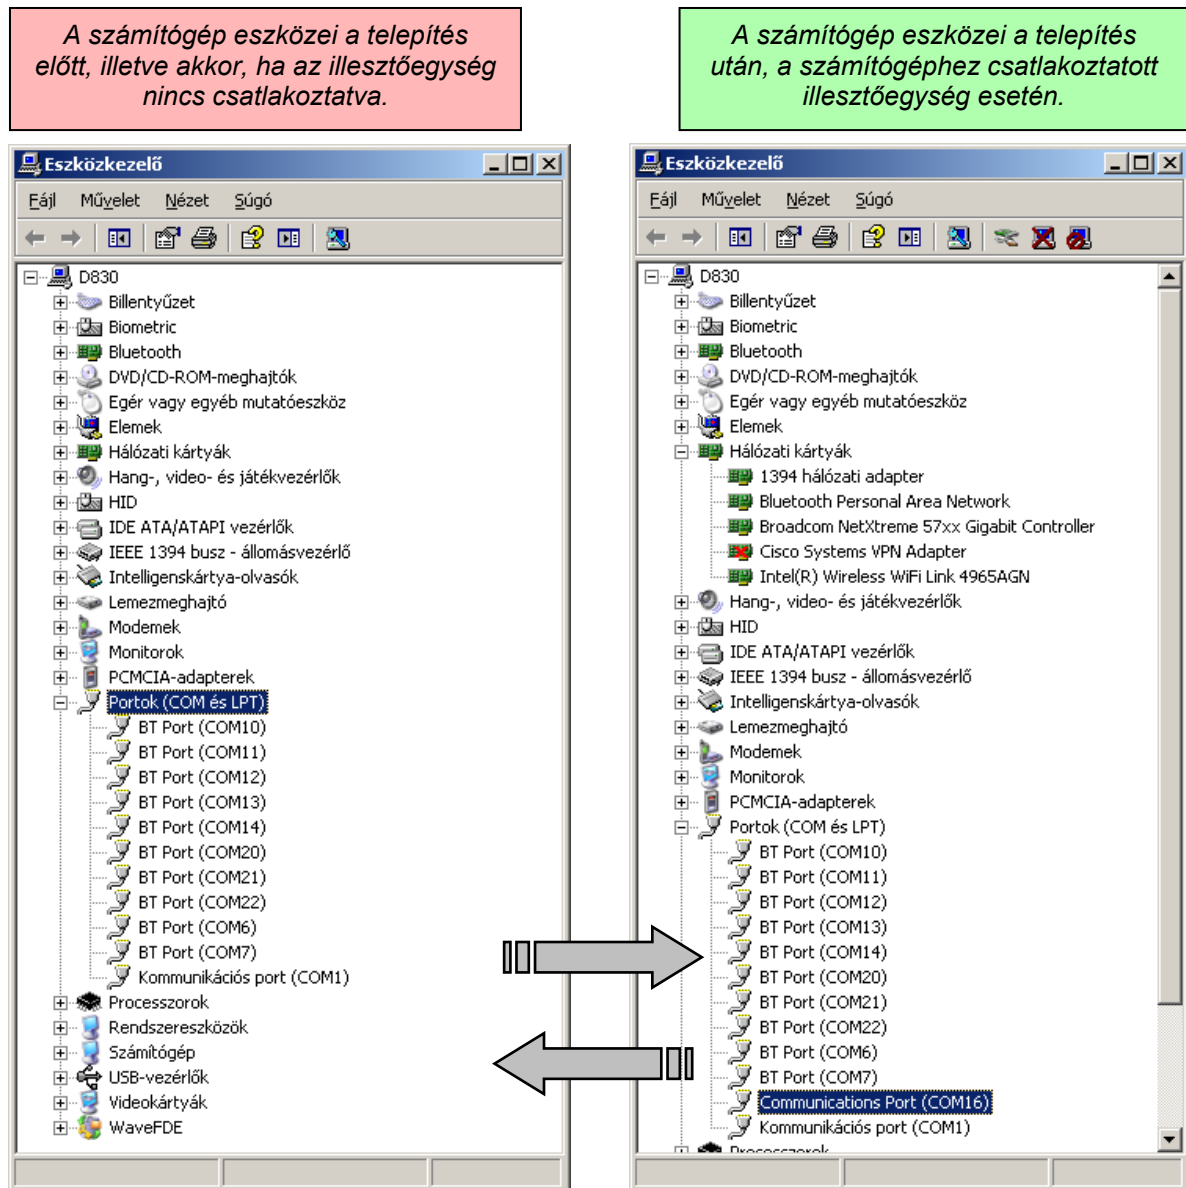 A számítógép eszközei a telepítés
előtt, illetve akkor, ha az illesztőegység
nincs csatlakoztatva.
A számítógép eszközei a telepítés
után, a számítógéphez csatlakoztatott
illesztőegység esetén.
Eszközkezelő
Fájl Művelet Nézet Súgó
D830
Billentyűzet
Biometric
Bluetooth
DVD/CD-ROM-meghajtók
Egér vagy egyéb mutatóeszköz
Elemek
Hálózati kártyák
Hang-, video- és játékvezérlők
HID
IDE ATA/ATAPI vezérlők
IEEE 1394 busz - állomásvezérlő
Intelligenskártya-olvasók
Lemezmeghajtó
Modemek
Monitorok
PCMCIA-adapterek
Portok (COM és LPT)
BT Port (COM10)
BT Port (COM11)
BT Port (COM12)
BT Port (COM13)
BT Port (COM14)
BT Port (COM20)
BT Port (COM21)
BT Port (COM22)
BT Port (COM6)
BT Port (COM7)
Kommunikációs port (COM1)
Processzorok
Rendszereszközök
Számítógép
USB-vezérlők
Videokártyák
WaveFDE
Eszközkezelő
Fájl Művelet Nézet Súgó
D830
Billentyűzet
Biometric
Bluetooth
DVD/CD-ROM-meghajtók
Egér vagy egyéb mutatóeszköz
Elemek
Hálózati kártyák
1394 hálózati adapter
Bluetooth Personal Area Network
Broadcom NetXtreme 57xx Gigabit Controller
Cisco Systems VPN Adapter
Intel(R) Wireless WiFi Link 4965AGN
Hang-, video- és játékvezérlők
HID
IDE ATA/ATAPI vezérlők
IEEE 1394 busz - állomásvezérlő
Intelligenskártya-olvasók
Lemezmeghajtó
Modemek
Monitorok
PCMCIA-adapterek
Portok (COM és LPT)
BT Port (COM10)
BT Port (COM11)
BT Port (COM12)
BT Port (COM13)
BT Port (COM14)
BT Port (COM20)
BT Port (COM21)
BT Port (COM22)
BT Port (COM6)
BT Port (COM7)
Communications Port (COM16)
Kommunikációs port (COM1)
Processzorok